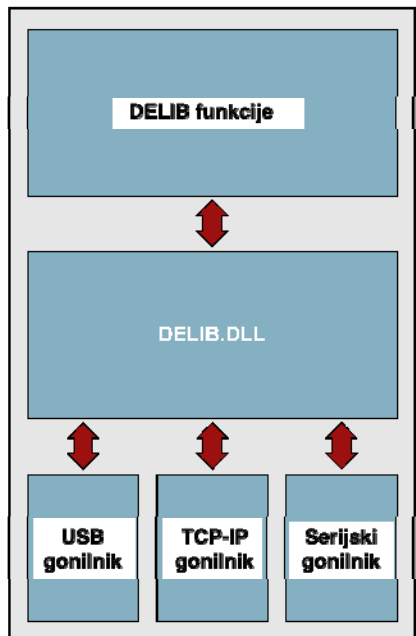 DELIB funkcije
DELIB.DLL
USB
gonilnik
TCP-IP
gonilnik
Serijski
gonilnik